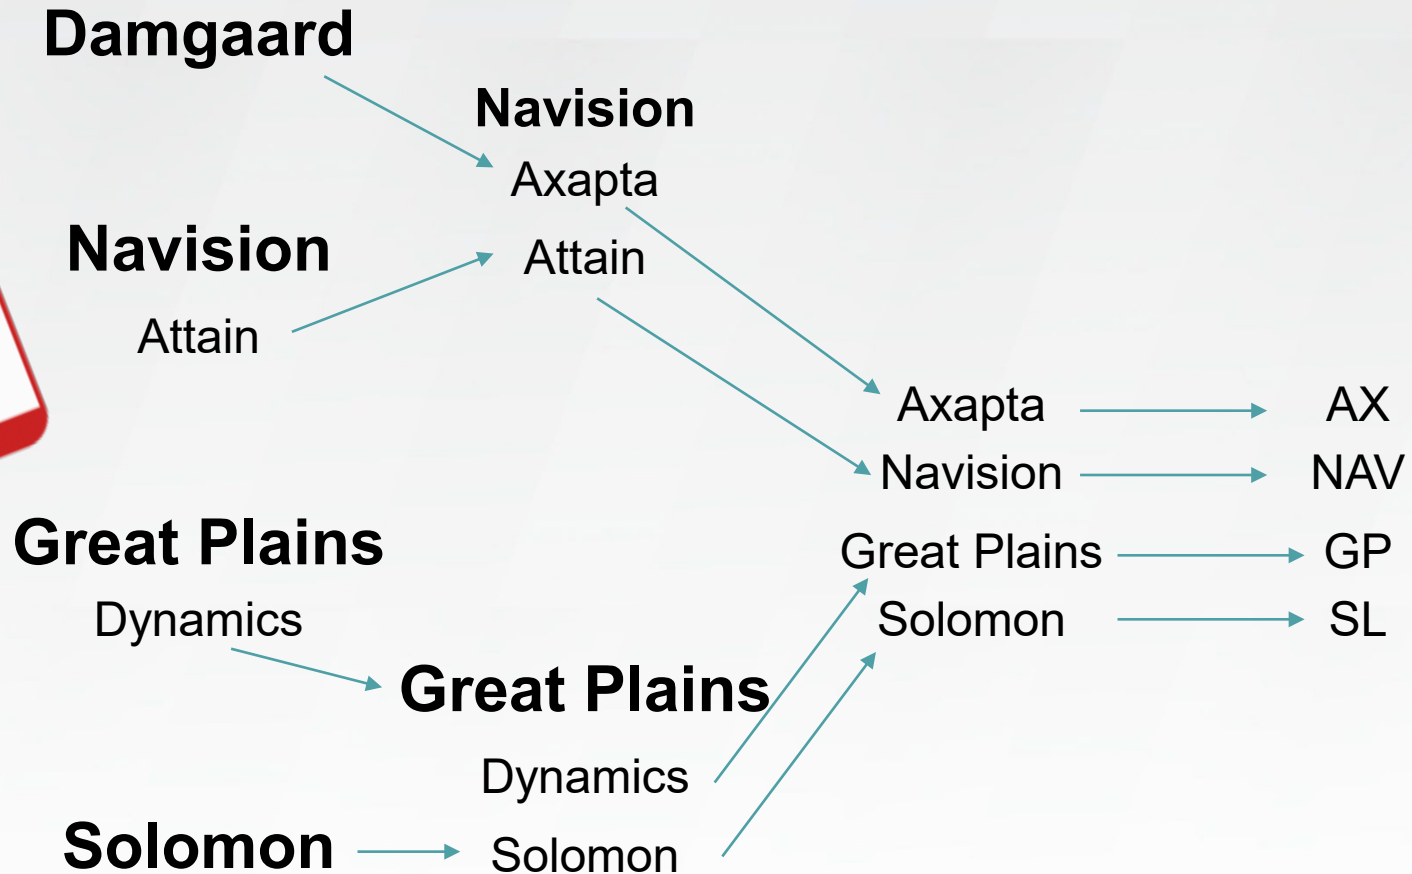 Damgaard
Navision
Axapta
Navision
Attain
Attain
Axapta
AX
Navision
NAV
Great Plains
Great Plains
GP
Dynamics
Solomon
SL
Great Plains
Dynamics
Solomon
Solomon